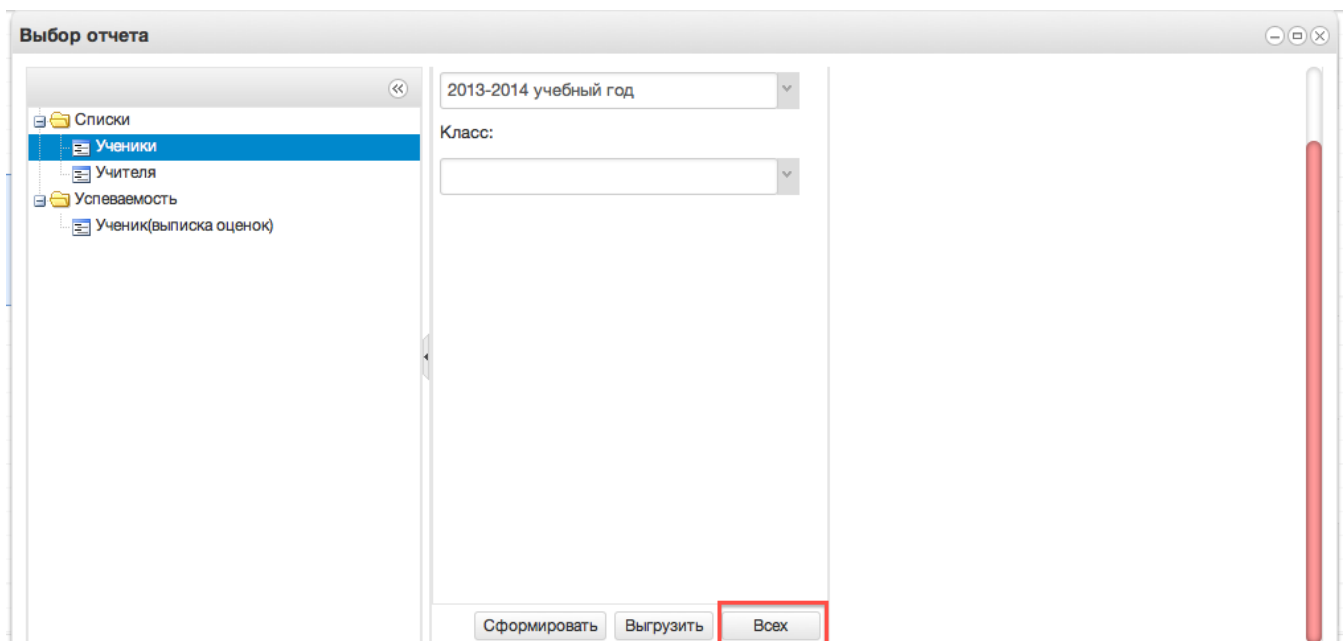 Выбор отчета
Списки
Ученики
Учителя
Успеваемость
Ученик(выписка оценок)
2013-2014 учебный год
Класс:
Сформировать
Выгрузить
Всех